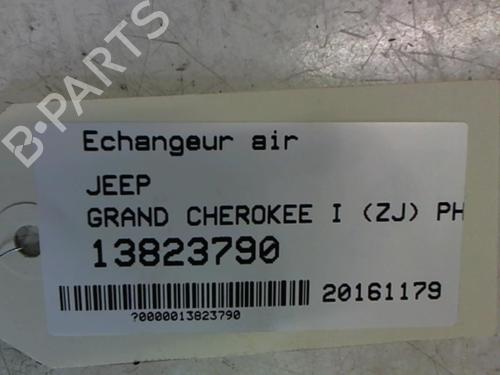 B-PARTS
Echangeur air
JEEP
GRAND CHEROKEE I (ZJ) PH
13823790
20161179
?0000013823790